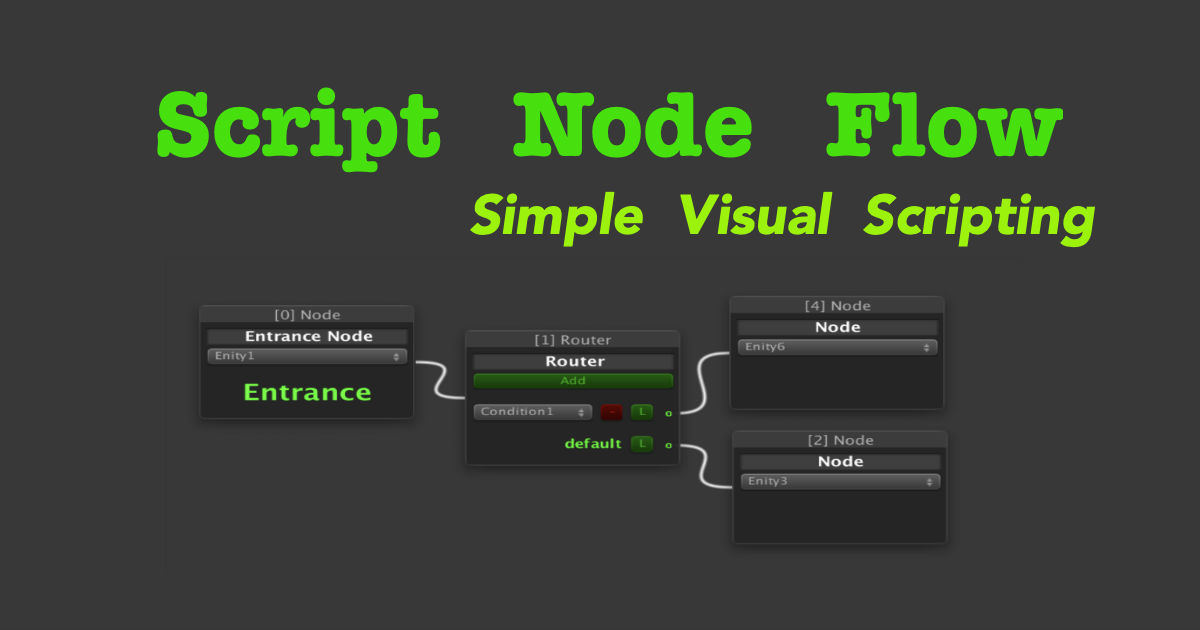 Script Node Flow
Simple Visual Scripting
[0] Node
Entrance Node
Enity1
Entrance
[1] Router
Router
Add
Condition1 - L o
default L o
[4] Node
Node
Enity6
[2] Node
Node
Enity3